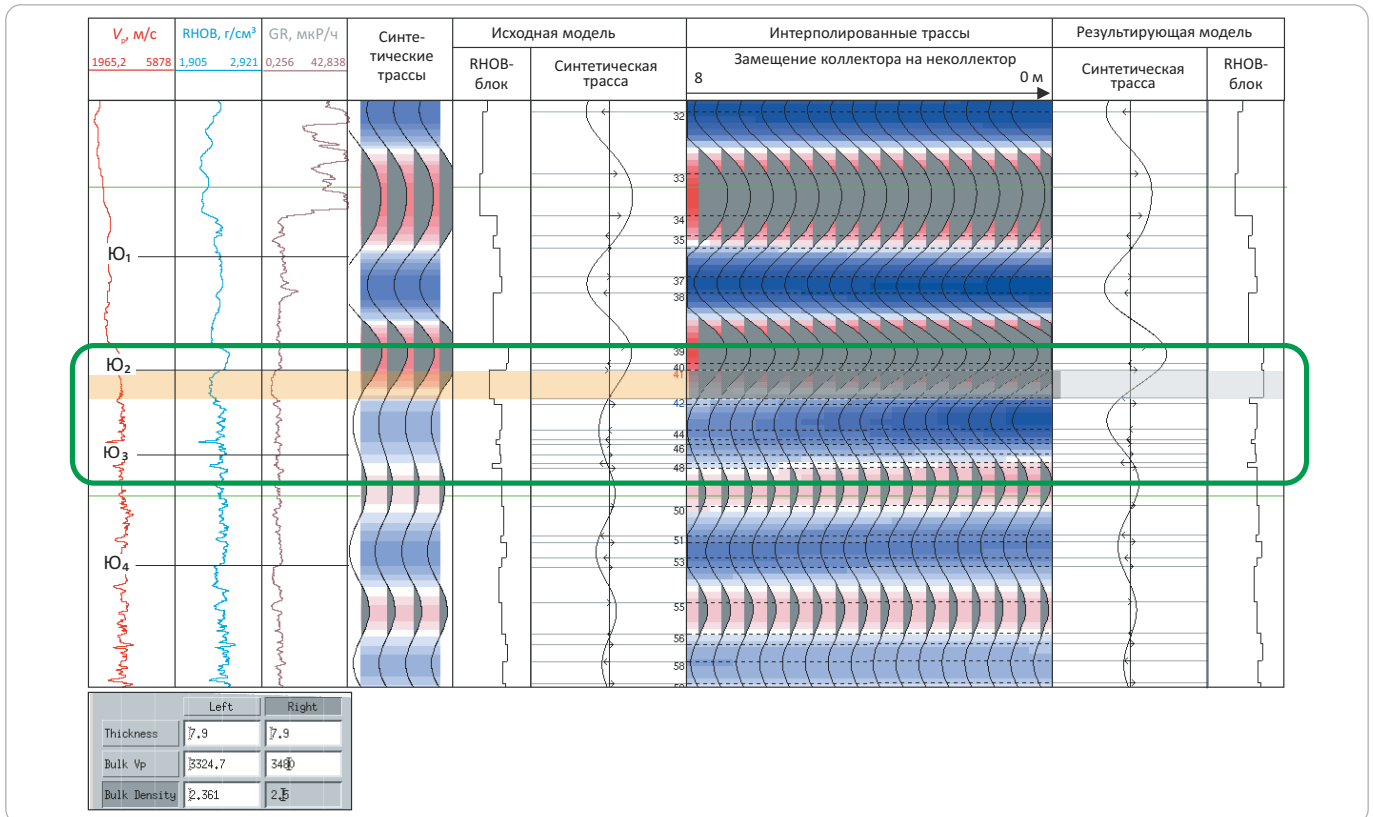 Vp, м/с
RHOB, г/см³
GR, мкР/ч
Синте-
тические
трассы
Исходная модель
Интерполированные трассы
Результирующая модель
1965,2 5878
1,905 2,921
0,256 42,838
RHOB-
блок
Синтетическая
трасса
Замещение коллектора на неколлектор
8 0 м
Синтетическая
трасса
RHOB-
блок
32
33
34
35
37
38
39
40
41
42
44
46
48
50
51
53
55
56
58
Ю₁
Ю₂
Ю₃
Ю₄
Left Right
Thickness 7.9 7.9
Bulk Vp 3324.7 3480
Bulk Density 2.361 2.5